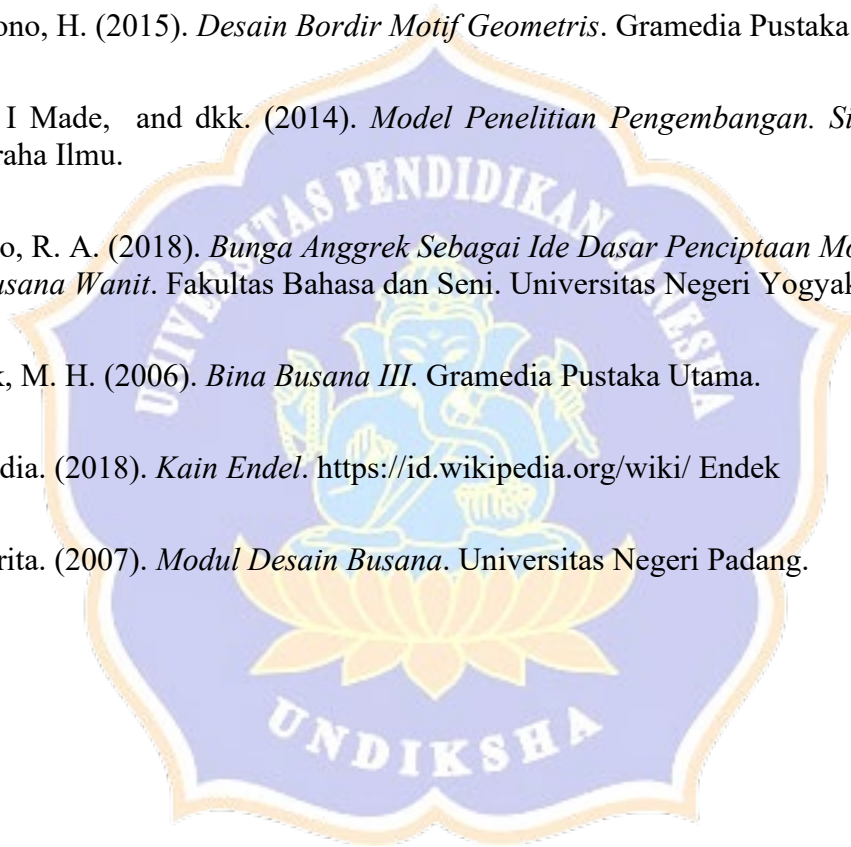 ono, H. (2015). Desain Bordir Motif Geometris. Gramedia Pustaka
I Made, and dkk. (2014). Model Penelitian Pengembangan. Si
raha Ilmu.
o, R. A. (2018). Bunga Anggrek Sebagai Ide Dasar Penciptaan Mo
usana Wanit. Fakultas Bahasa dan Seni. Universitas Negeri Yogyak
k, M. H. (2006). Bina Busana III. Gramedia Pustaka Utama.
dia. (2018). Kain Endel. https://id.wikipedia.org/wiki/ Endek
rita. (2007). Modul Desain Busana. Universitas Negeri Padang.
UNIVERSITAS PENDIDIKAN GANESHA
UNDIKSHA